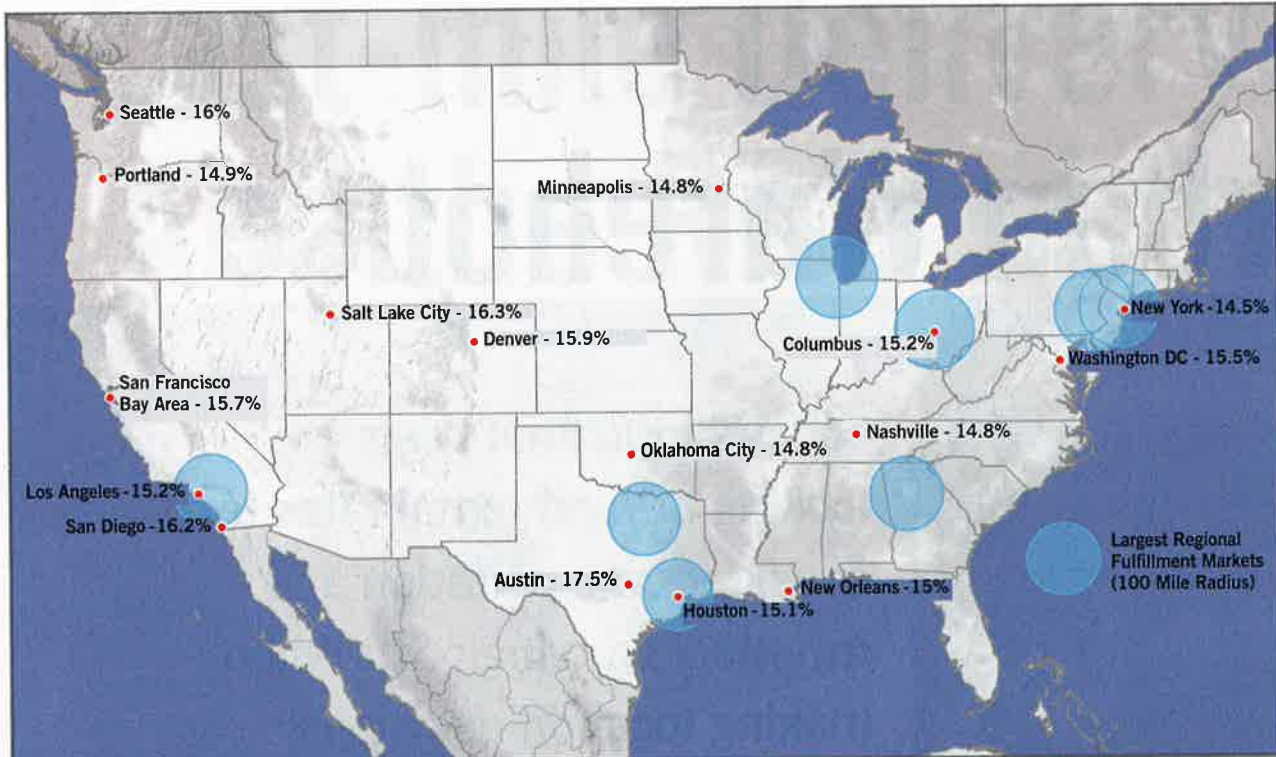 Seattle - 16%
Portland - 14.9%
Minneapolis - 14.8%
Salt Lake City - 16.3%
Denver - 15.9%
Columbus - 15.2%
New York - 14.5%
Washington DC - 15.5%
San Francisco
Bay Area - 15.7%
Nashville - 14.8%
Oklahoma City - 14.8%
Los Angeles -15.2%
San Diego -16.2%
Austin - 17.5%
Houston -15.1%
New Orleans -15%
Largest Regional
Fulfillment Markets
(100 Mile Radius)